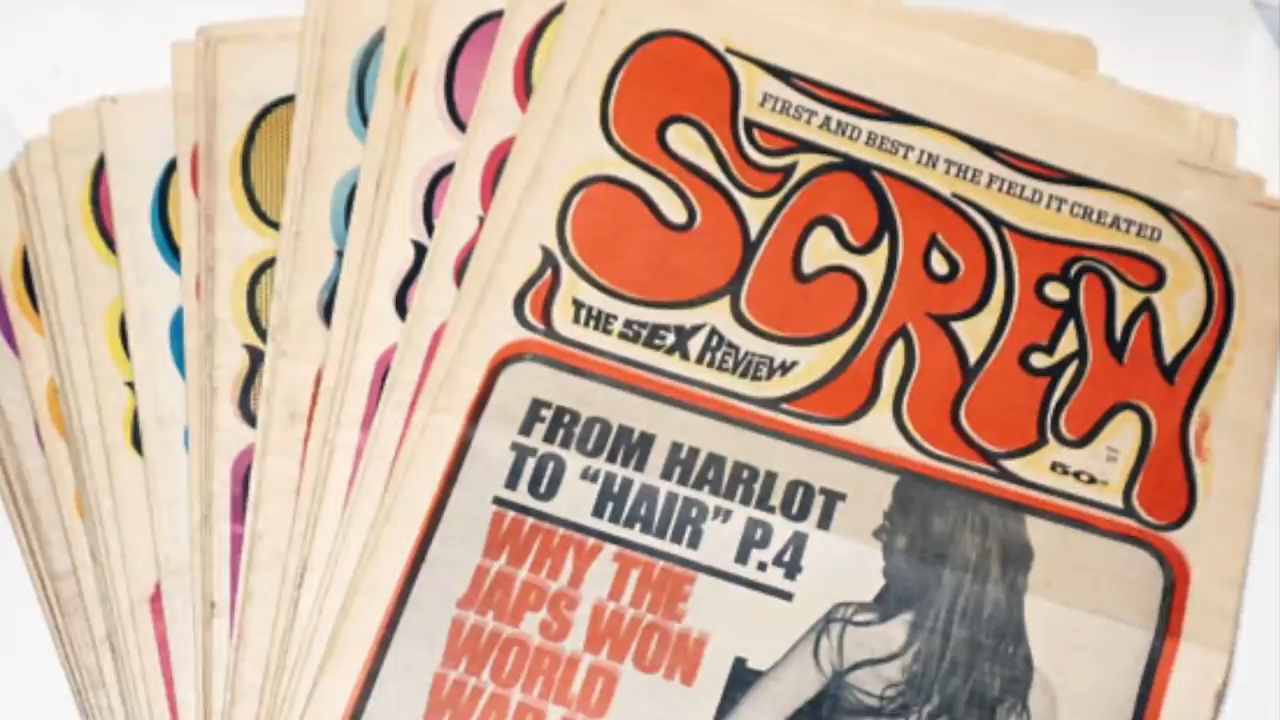 FIRST AND BEST IN THE FIELD IT CREATED
SCREW
THE SEX REVIEW
50¢
FROM HARLOT
TO “HAIR” P.4
WHY THE
JAPS WON
WORLD
WAR